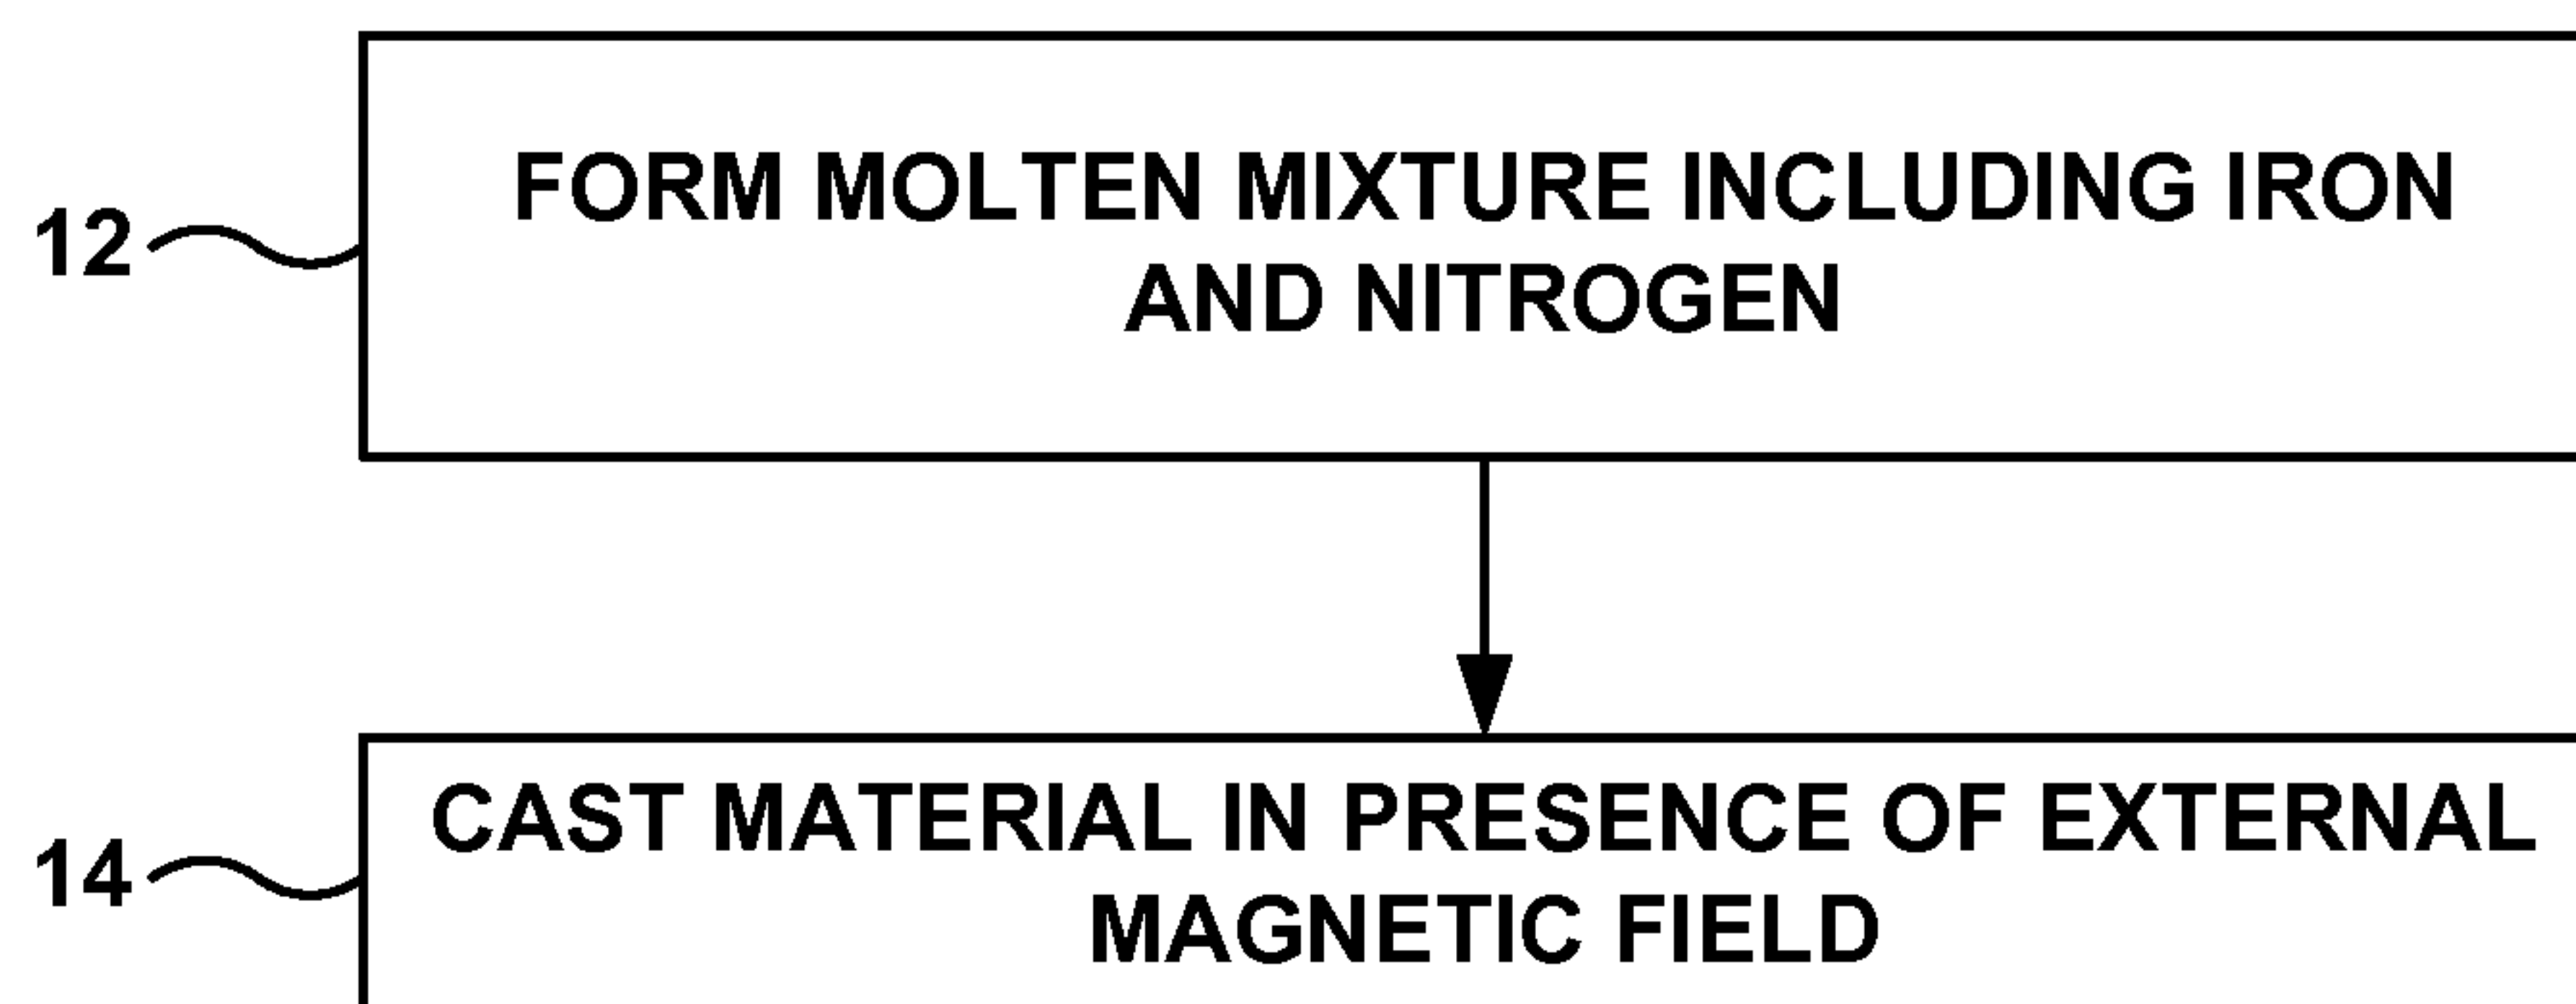 12
FORM MOLTEN MIXTURE INCLUDING IRON
AND NITROGEN
14
CAST MATERIAL IN PRESENCE OF EXTERNAL
MAGNETIC FIELD